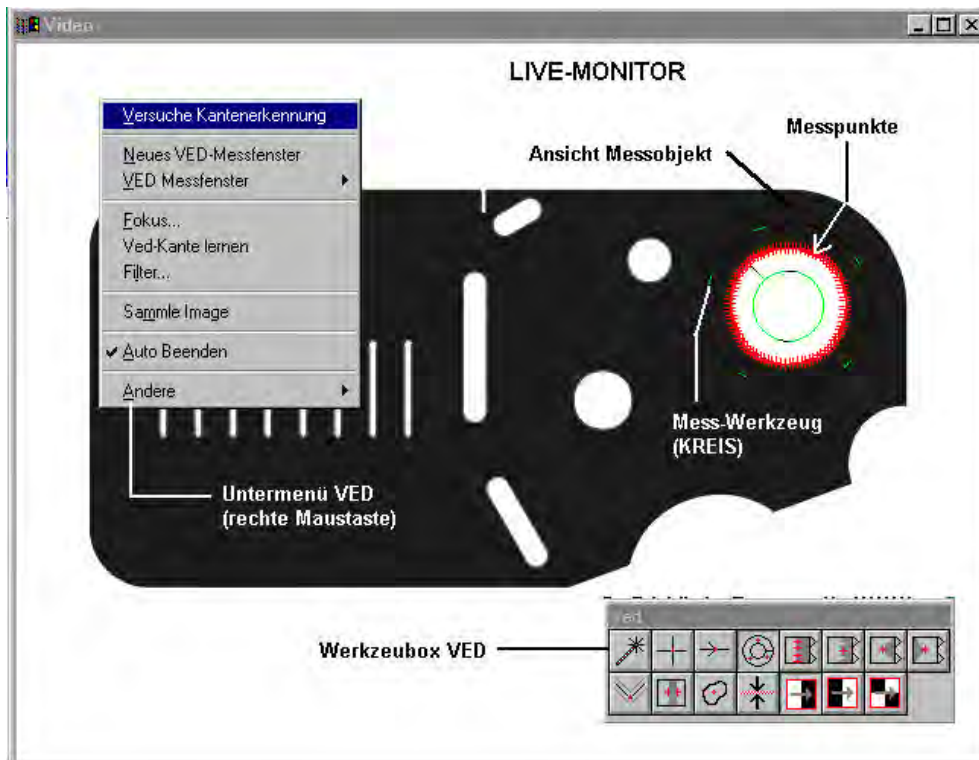 Video
LIVE-MONITOR
Versuche Kantenerkennung
Neues VED-Messfenster
VED Messfenster
Fokus...
Ved-Kante lernen
Filter...
Sammle Image
Auto Beenden
Andere
Messpunkte
Ansicht Messobjekt
Mess-Werkzeug
(KREIS)
Untermenü VED
(rechte Maustaste)
Werkzeubox VED
ved